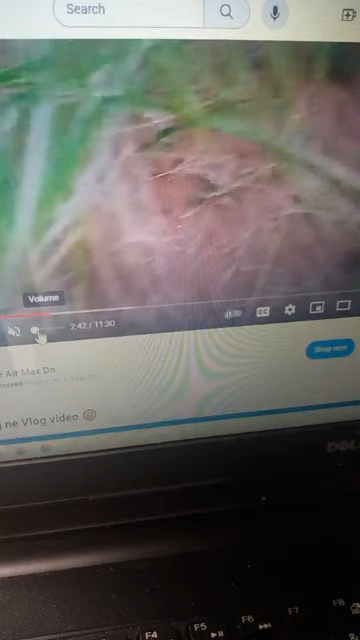 Search
Volume
2:42 / 11:30
CC
Shop now
Air Max Dn
ne Vlog video 😊
DELL
F4
F5
F6
F7
F8